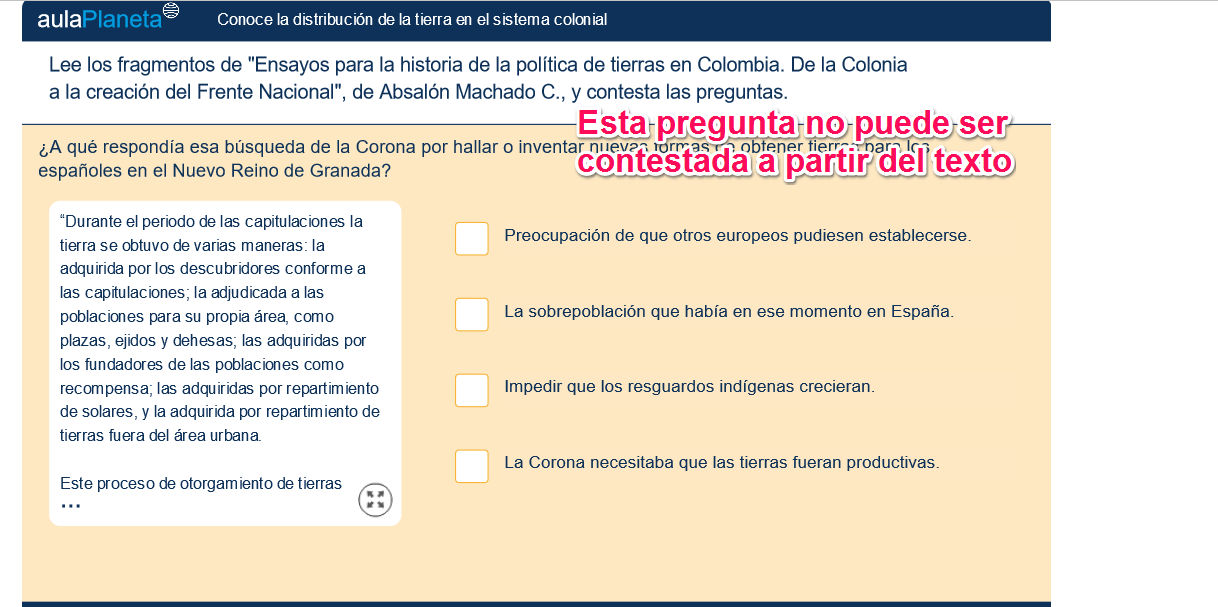 aulaPlaneta Conoce la distribución de la tierra en el sistema colonial
Lee los fragmentos de "Ensayos para la historia de la política de tierras en Colombia. De la Colonia
a la creación del Frente Nacional", de Absalón Machado C., y contesta las preguntas.
Esta pregunta no puede ser
contestada a partir del texto
¿A qué respondía esa búsqueda de la Corona por hallar o inventar nuevas formas de obtener tierras para los
españoles en el Nuevo Reino de Granada?
“Durante el periodo de las capitulaciones la
tierra se obtuvo de varias maneras: la
adquirida por los descubridores conforme a
las capitulaciones; la adjudicada a las
poblaciones para su propia área, como
plazas, ejidos y dehesas; las adquiridas por
los fundadores de las poblaciones como
recompensa; las adquiridas por repartimiento
de solares, y la adquirida por repartimiento de
tierras fuera del área urbana.
Este proceso de otorgamiento de tierras
...
Preocupación de que otros europeos pudiesen establecerse.
La sobrepoblación que había en ese momento en España.
Impedir que los resguardos indígenas crecieran.
La Corona necesitaba que las tierras fueran productivas.